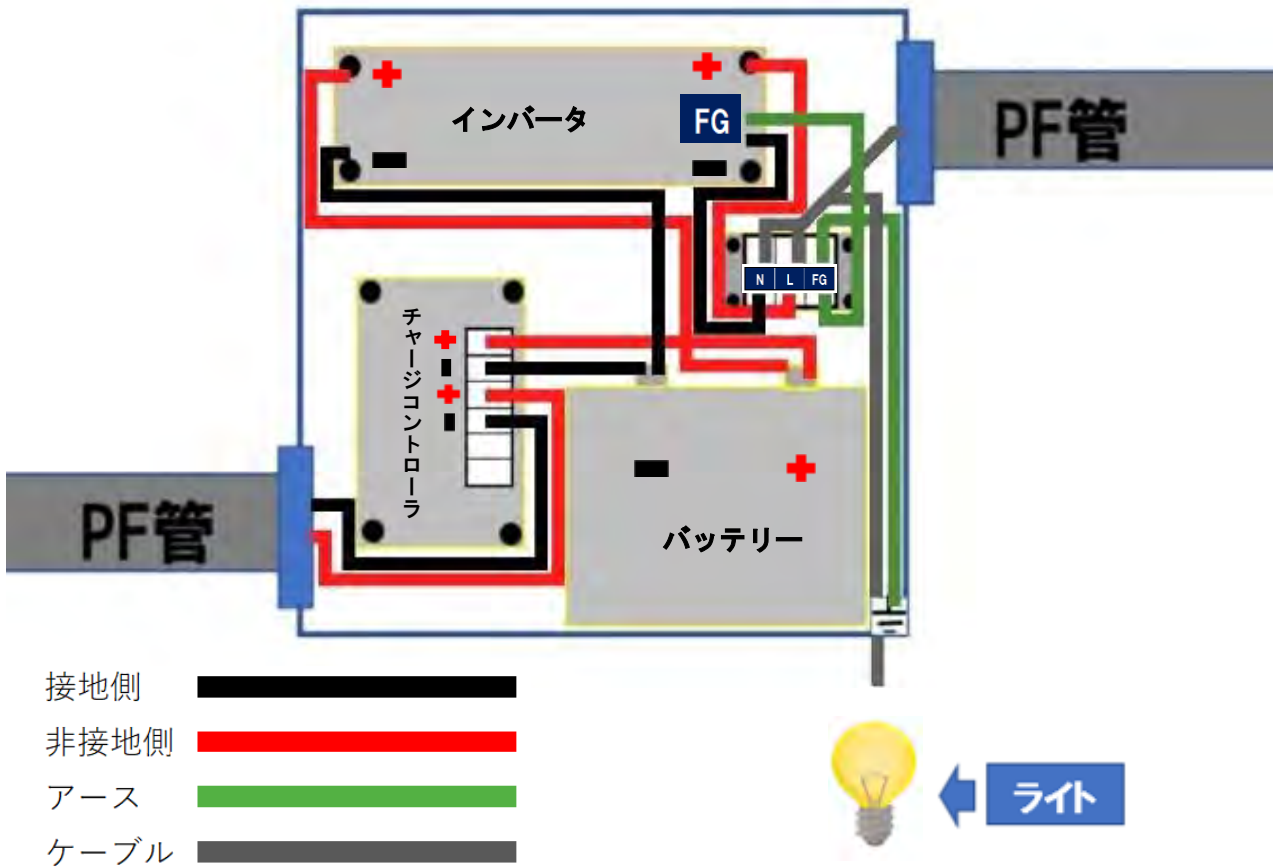 インバータ
FG
PF管
N L FG
チャージコントローラ
PF管
バッテリー
接地側
非接地側
アース
ケーブル
ライト